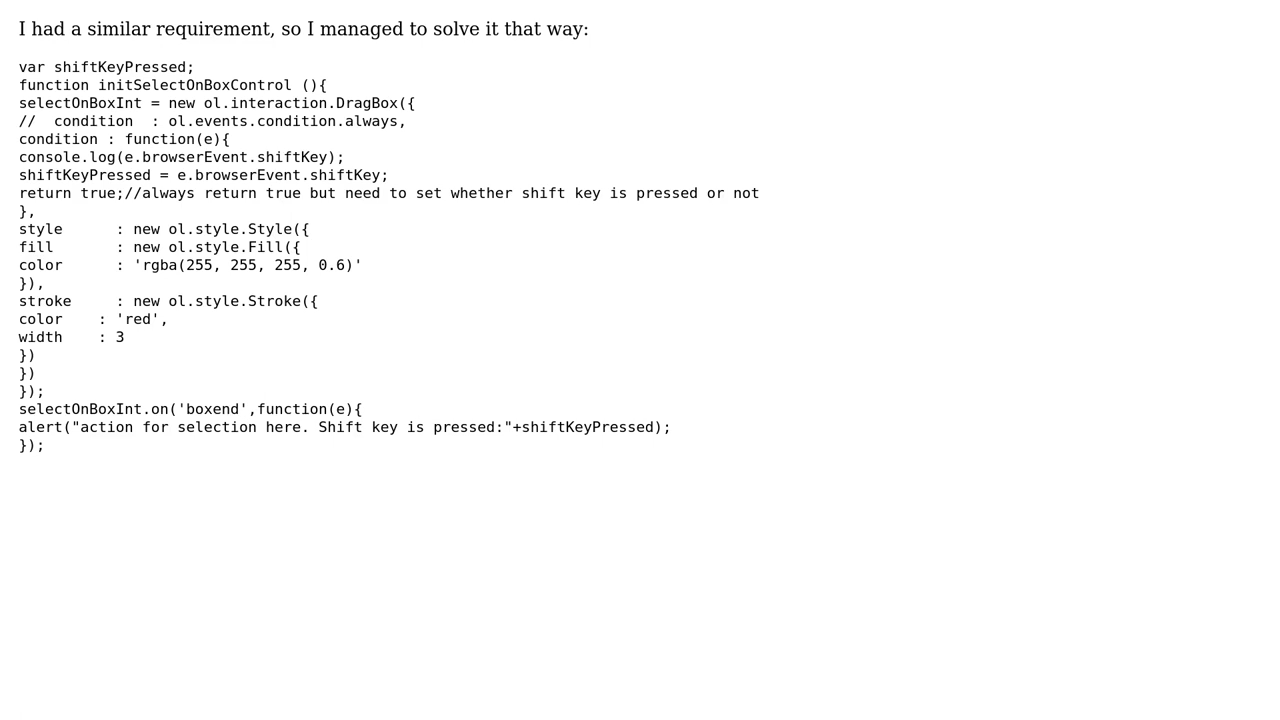 I had a similar requirement, so I managed to solve it that way:
var shiftKeyPressed;
function initSelectOnBoxControl (){
selectOnBoxInt = new ol.interaction.DragBox({
//  condition  : ol.events.condition.always,
condition : function(e){
console.log(e.browserEvent.shiftKey);
shiftKeyPressed = e.browserEvent.shiftKey;
return true;//always return true but need to set whether shift key is pressed or not
},
style      : new ol.style.Style({
fill       : new ol.style.Fill({
color      : 'rgba(255, 255, 255, 0.6)'
}),
stroke     : new ol.style.Stroke({
color    : 'red',
width    : 3
})
})
});
selectOnBoxInt.on('boxend',function(e){
alert("action for selection here. Shift key is pressed:"+shiftKeyPressed);
});